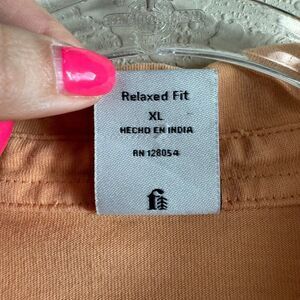 Relaxed Fit
XL
HECHO EN INDIA
RN 128054